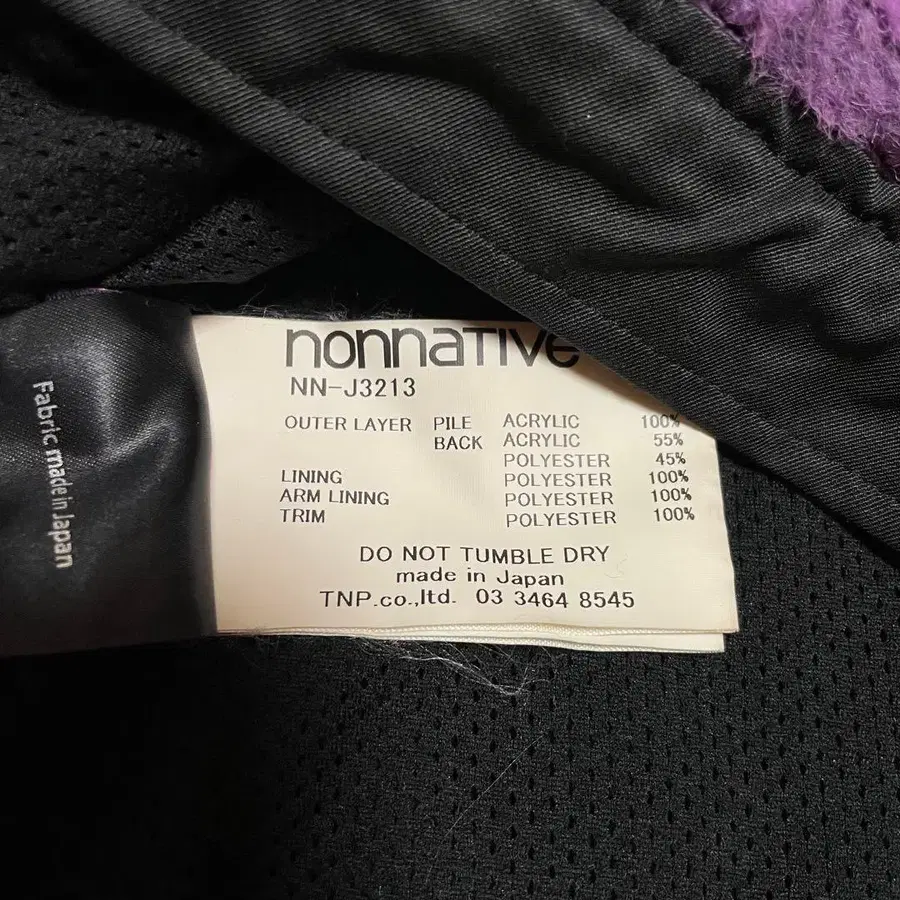 nonnative
NN-J3213
OUTER LAYER PILE ACRYLIC 100%
BACK ACRYLIC 55%
POLYESTER 45%
LINING POLYESTER 100%
ARM LINING POLYESTER 100%
TRIM POLYESTER 100%
DO NOT TUMBLE DRY
made in Japan
TNP.co.,ltd. 03 3464 8545
Fabric made in Japan